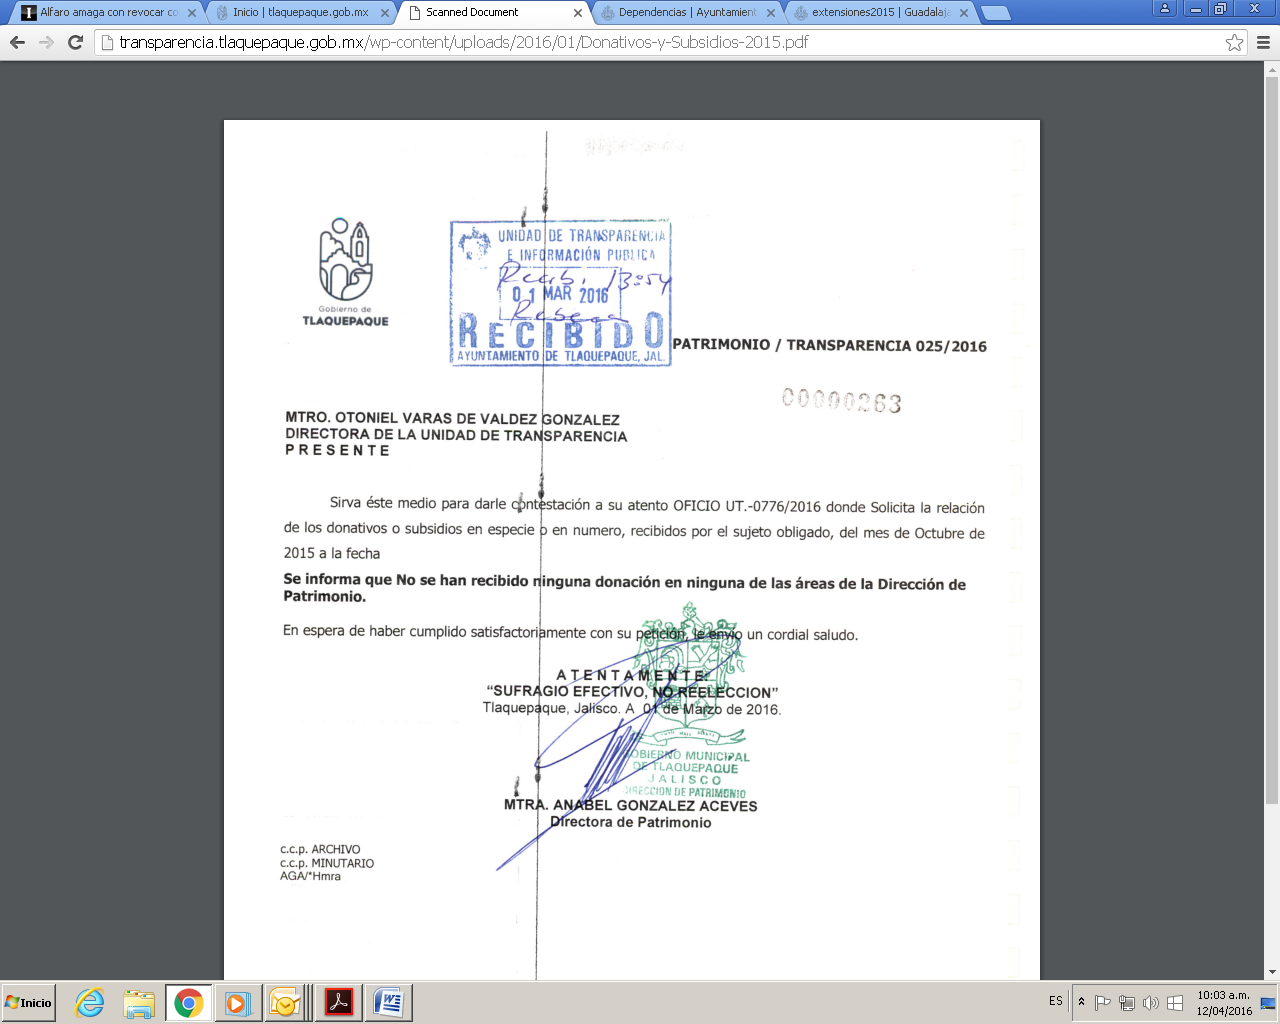 Alfaro amaga con revocar co
Inicio | tlaquepaque.gob.mx
Scanned Document
Dependencias | Ayuntamien
extensiones2015 | Guadalaja
transparencia.tlaquepaque.gob.mx/wp-content/uploads/2016/01/Donativos-y-Subsidios-2015.pdf
Gobierno de
TLAQUEPAQUE
UNIDAD DE TRANSPARENCIA
E INFORMACIÓN PUBLICA
Recibi 13:54
01 MAR 2016
RECIBIDO
AYUNTAMIENTO DE TLAQUEPAQUE, JAL.
PATRIMONIO / TRANSPARENCIA 025/2016
00000263
MTRO. OTONIEL VARAS DE VALDEZ GONZALEZ
DIRECTORA DE LA UNIDAD DE TRANSPARENCIA
P R E S E N T E
Sirva éste medio para darle contestación a su atento OFICIO UT.-0776/2016 donde Solicita la relación
de los donativos o subsidios en especie o en numero, recibidos por el sujeto obligado, del mes de Octubre de
2015 a la fecha
Se informa que No se han recibido ninguna donación en ninguna de las áreas de la Dirección de
Patrimonio.
En espera de haber cumplido satisfactoriamente con su petición, le envío un cordial saludo.
A T E N T A M E N T E.
“SUFRAGIO EFECTIVO, NO REELECCION”
Tlaquepaque, Jalisco. A 01 de Marzo de 2016.
GOBIERNO MUNICIPAL
DE TLAQUEPAQUE
JALISCO
DIRECCION DE PATRIMONIO
MTRA. ANABEL GONZALEZ ACEVES
Directora de Patrimonio
c.c.p. ARCHIVO
c.c.p. MINUTARIO
AGA/*Hmra
Inicio
ES
10:03 a.m.
12/04/2016